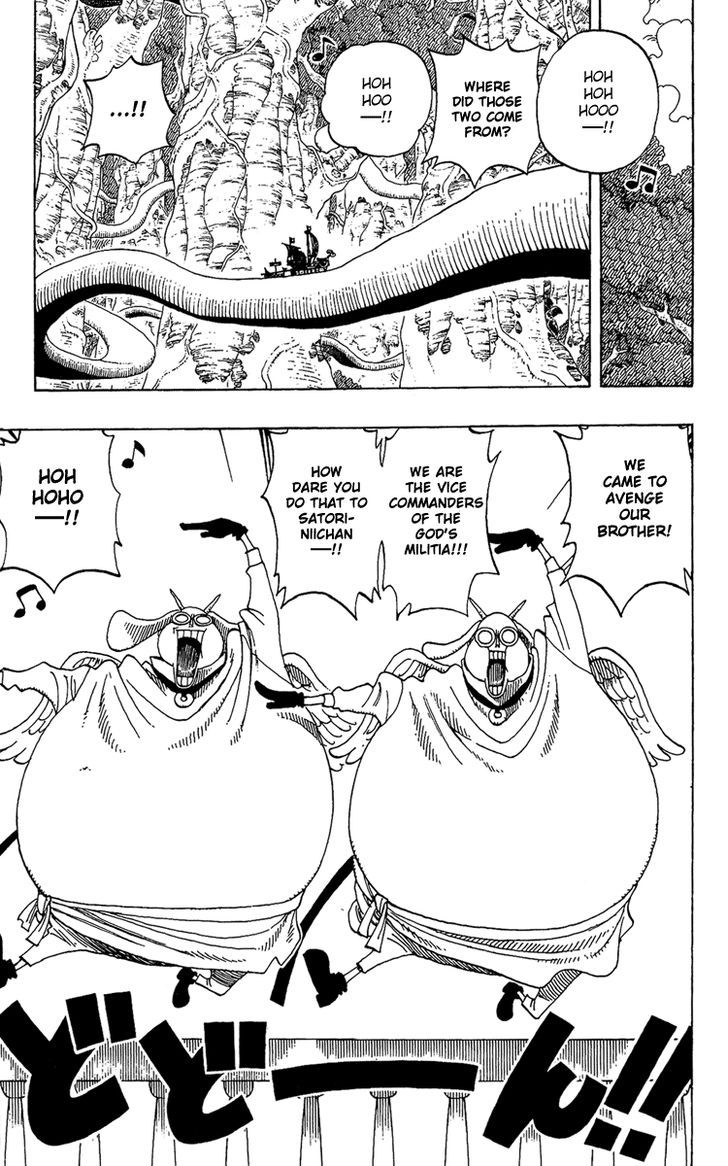 HOH
HOH
HOOO
—!!
WHERE
DID THOSE
TWO COME
FROM?
HOH
HOO
—!!
...!!
WE
CAME TO
AVENGE
OUR
BROTHER!
WE ARE
THE VICE
COMMANDERS
OF THE
GOD'S
MILITIA!!!
HOW
DARE YOU
DO THAT TO
SATORI-
NIICHAN
—!!
HOH
HOHO
—!!
どどーん!!